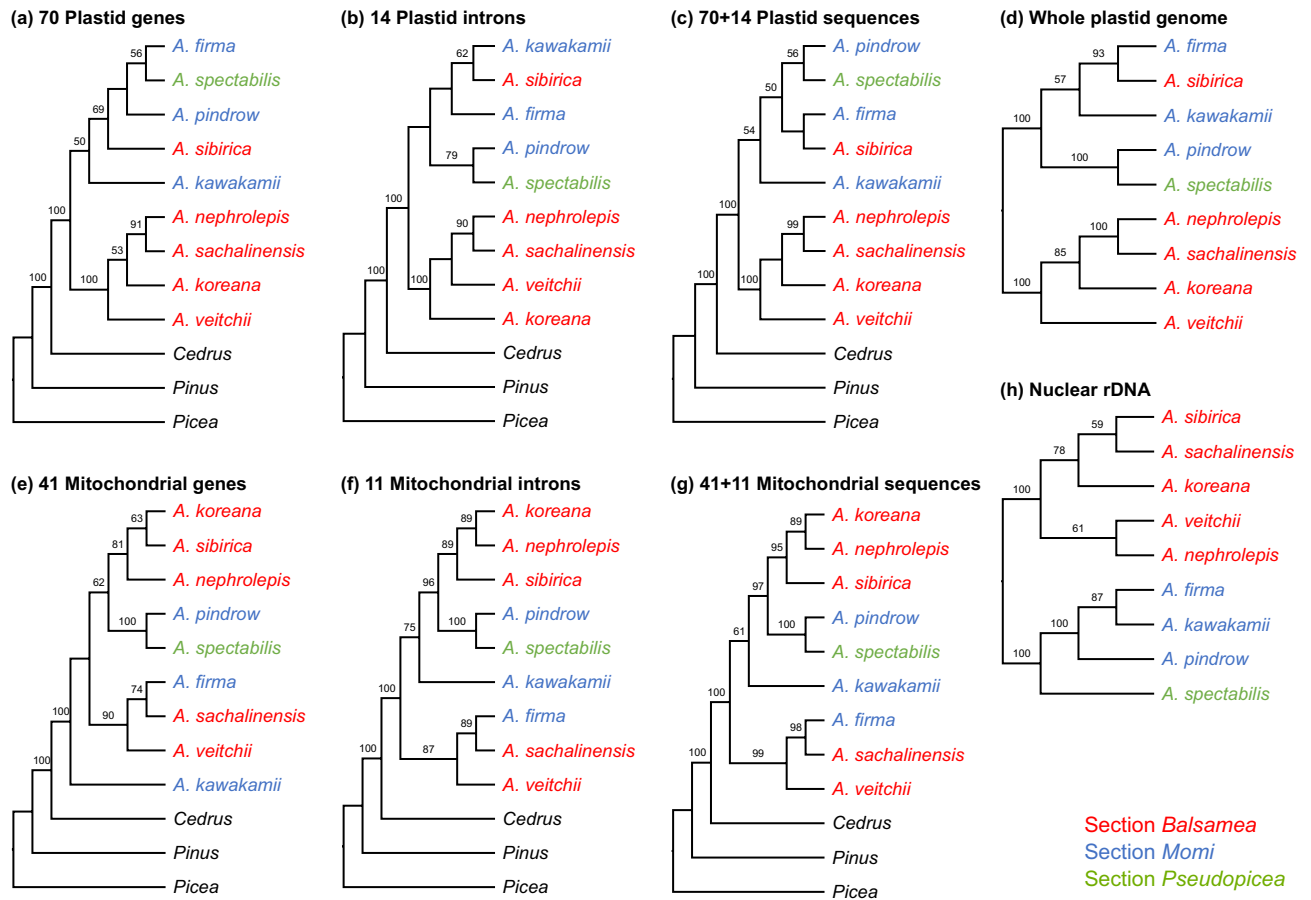 (a) 70 Plastid genes
56
A. firma
A. spectabilis
69
A. pindrow
50
A. sibirica
A. kawakamii
100
91
A. nephrolepis
53
A. sachalinensis
100
100
A. koreana
A. veitchii
Cedrus
Pinus
Picea
(b) 14 Plastid introns
62
A. kawakamii
A. sibirica
A. firma
79
A. pindrow
A. spectabilis
100
90
A. nephrolepis
A. sachalinensis
100
100
A. veitchii
A. koreana
Cedrus
Pinus
Picea
(c) 70+14 Plastid sequences
56
A. pindrow
A. spectabilis
50
A. firma
54
A. sibirica
A. kawakamii
100
99
A. nephrolepis
A. sachalinensis
100
100
A. koreana
A. veitchii
Cedrus
Pinus
Picea
(d) Whole plastid genome
93
A. firma
57
A. sibirica
A. kawakamii
100
100
A. pindrow
A. spectabilis
100
A. nephrolepis
85
A. sachalinensis
100
A. koreana
A. veitchii
(e) 41 Mitochondrial genes
63
A. koreana
81
A. sibirica
62
A. nephrolepis
100
A. pindrow
A. spectabilis
74
A. firma
90
A. sachalinensis
100
A. veitchii
100
A. kawakamii
Cedrus
Pinus
Picea
(f) 11 Mitochondrial introns
89
A. koreana
89
A. nephrolepis
96
A. sibirica
75
100
A. pindrow
A. spectabilis
100
A. kawakamii
89
A. firma
87
A. sachalinensis
100
A. veitchii
Cedrus
Pinus
Picea
(g) 41+11 Mitochondrial sequences
89
A. koreana
95
A. nephrolepis
97
A. sibirica
61
100
A. pindrow
A. spectabilis
100
A. kawakamii
98
A. firma
99
A. sachalinensis
100
A. veitchii
Cedrus
Pinus
Picea
(h) Nuclear rDNA
59
A. sibirica
78
A. sachalinensis
100
A. koreana
61
A. veitchii
A. nephrolepis
87
A. firma
100
A. kawakamii
100
A. pindrow
A. spectabilis
Section Balsamea
Section Momi
Section Pseudopicea